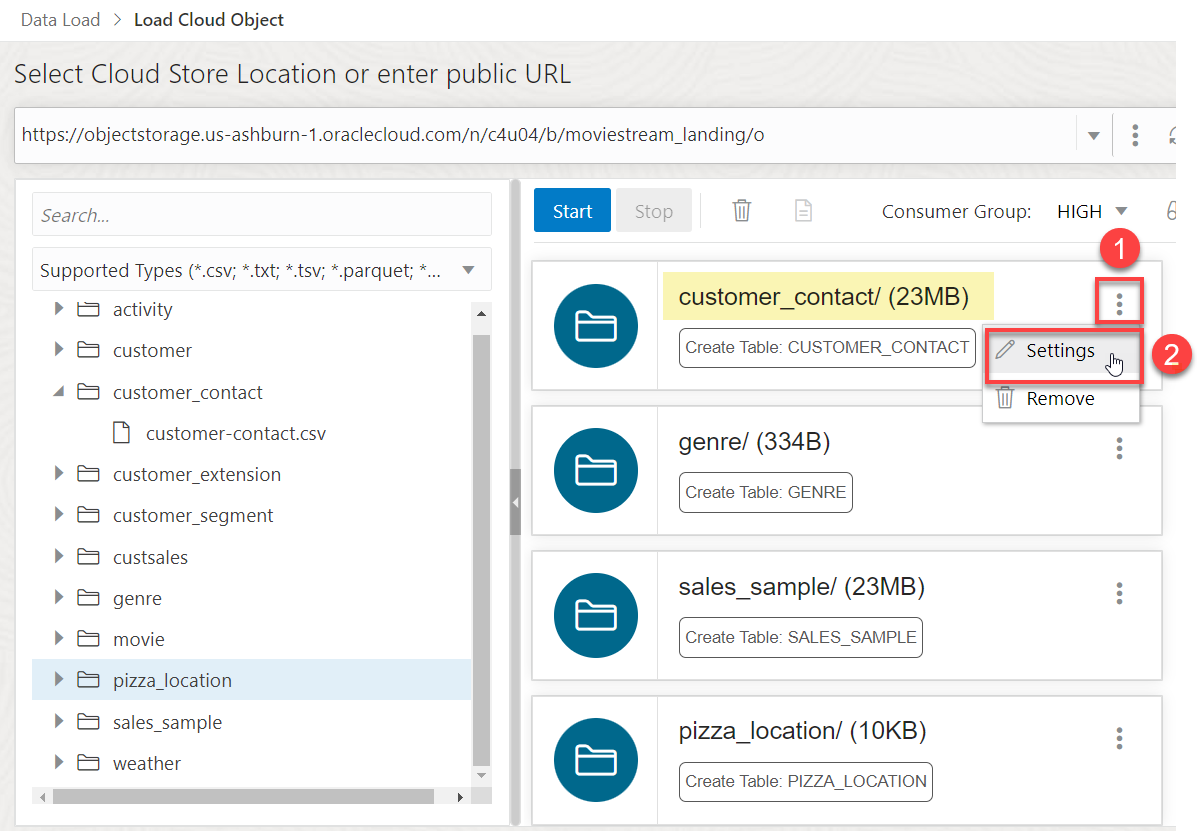 Data Load > Load Cloud Object
Select Cloud Store Location or enter public URL
https://objectstorage.us-ashburn-1.oraclecloud.com/n/c4u04/b/moviestream_landing/o
Search...
Supported Types (*.csv; *.txt; *.tsv; *.parquet; *...
activity
customer
customer_contact
customer-contact.csv
customer_extension
customer_segment
custsales
genre
movie
pizza_location
sales_sample
weather
Start Stop Consumer Group: HIGH
1
customer_contact/ (23MB)
Create Table: CUSTOMER_CONTACT
Settings
2
Remove
genre/ (334B)
Create Table: GENRE
sales_sample/ (23MB)
Create Table: SALES_SAMPLE
pizza_location/ (10KB)
Create Table: PIZZA_LOCATION